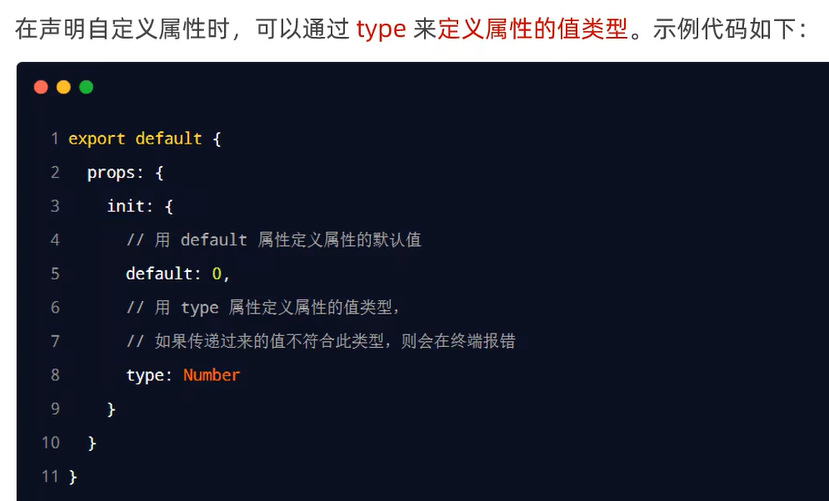 在声明自定义属性时，可以通过 type 来定义属性的值类型。示例代码如下：
1 export default {
2   props: {
3     init: {
4       // 用 default 属性定义属性的默认值
5       default: 0,
6       // 用 type 属性定义属性的值类型，
7       // 如果传递过来的值不符合此类型，则会在终端报错
8       type: Number
9     }
10   }
11 }